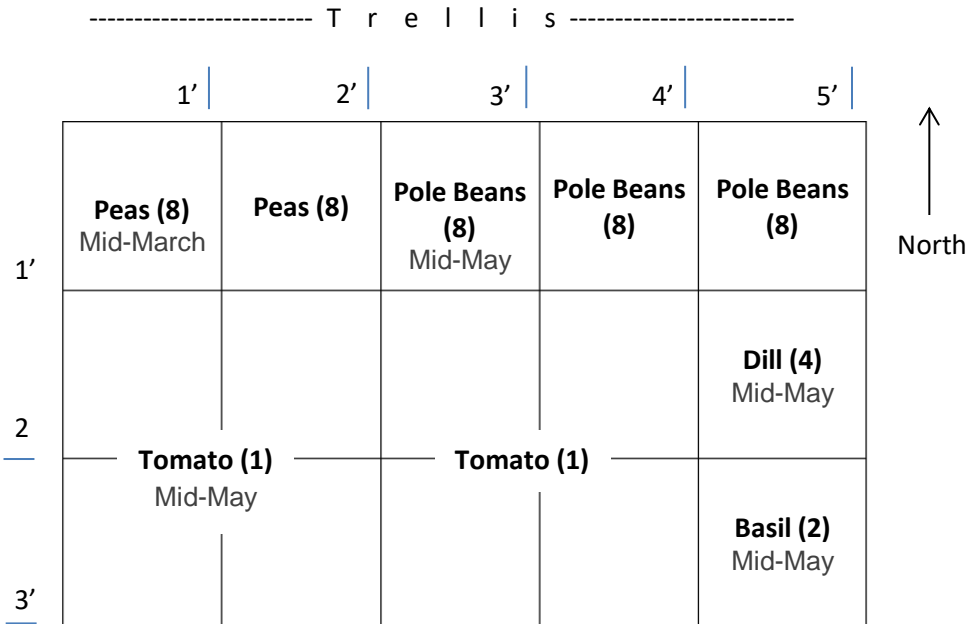 ------------------------ T r e l l i s ------------------------
1’ 2’ 3’ 4’ 5’
Peas (8)
Mid-March
Peas (8)
Pole Beans
(8)
Mid-May
Pole Beans
(8)
Pole Beans
(8)
North
1’
Dill (4)
Mid-May
2
Tomato (1)
Mid-May
Tomato (1)
Basil (2)
Mid-May
3’